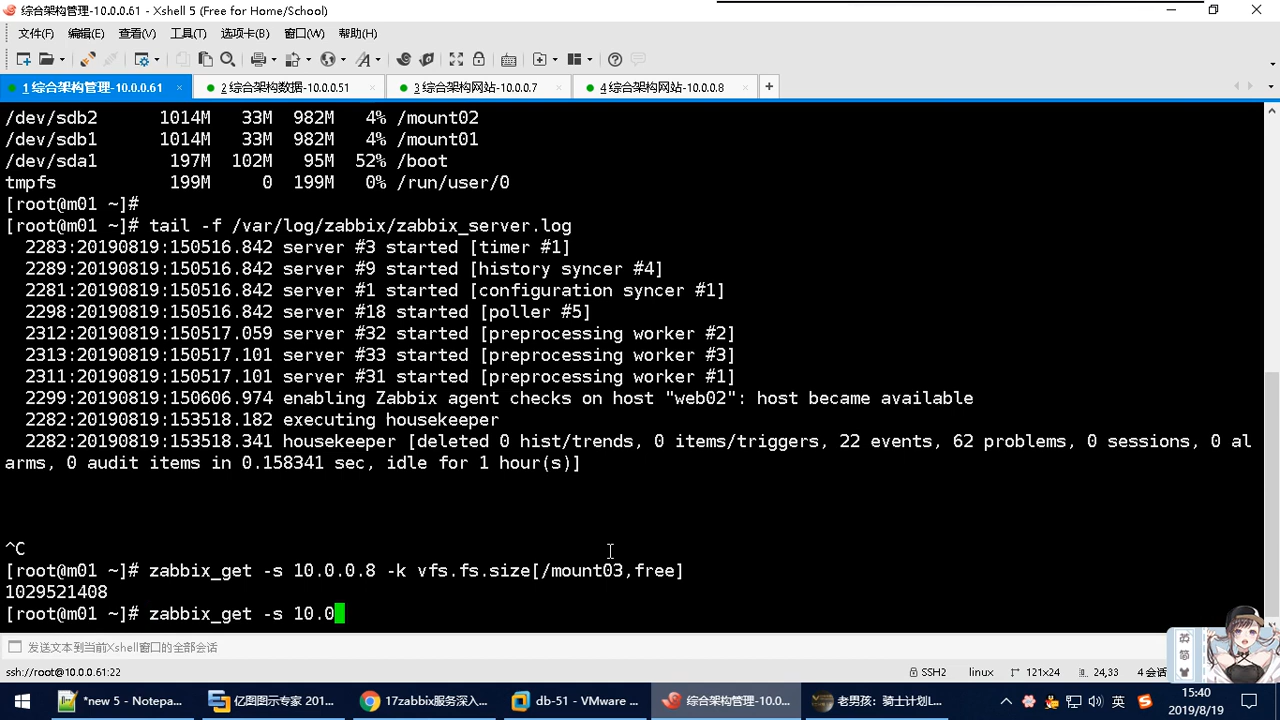 综合架构管理-10.0.0.61 - Xshell 5 (Free for Home/School)
文件(F) 编辑(E) 查看(V) 工具(T) 选项卡(B) 窗口(W) 帮助(H)
1 综合架构管理-10.0.0.61 × 2 综合架构数据-10.0.0.51 × 3 综合架构网站-10.0.0.7 × 4 综合架构网站-10.0.0.8 × +
/dev/sdb2 1014M 33M 982M 4% /mount02
/dev/sdb1 1014M 33M 982M 4% /mount01
/dev/sda1 197M 102M 95M 52% /boot
tmpfs 199M 0 199M 0% /run/user/0
[root@m01 ~]#
[root@m01 ~]# tail -f /var/log/zabbix/zabbix_server.log
2283:20190819:150516.842 server #3 started [timer #1]
2289:20190819:150516.842 server #9 started [history syncer #4]
2281:20190819:150516.842 server #1 started [configuration syncer #1]
2298:20190819:150516.842 server #18 started [poller #5]
2312:20190819:150517.059 server #32 started [preprocessing worker #2]
2313:20190819:150517.101 server #33 started [preprocessing worker #3]
2311:20190819:150517.101 server #31 started [preprocessing worker #1]
2299:20190819:150606.974 enabling Zabbix agent checks on host "web02": host became available
2282:20190819:153518.182 executing housekeeper
2282:20190819:153518.341 housekeeper [deleted 0 hist/trends, 0 items/triggers, 22 events, 62 problems, 0 sessions, 0 al
arms, 0 audit items in 0.158341 sec, idle for 1 hour(s)]
^C
[root@m01 ~]# zabbix_get -s 10.0.0.8 -k vfs.fs.size[/mount03,free]
1029521408
[root@m01 ~]# zabbix_get -s 10.0
发送文本到当前Xshell窗口的全部会话
ssh://root@10.0.0.61:22 SSH2 linux 121x24 24,33 4 会话
英
简
*new 5 - Notepa... 亿图图示专家 201... 17zabbix服务深入... db-51 - VMware ... 综合架构管理-10.0... 老男孩：骑士计划L... 英 15:40
2019/8/19